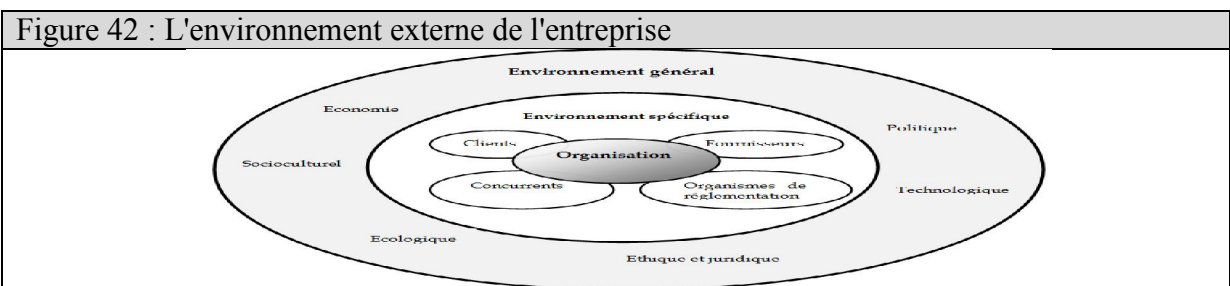 Figure 42 : L'environnement externe de l'entreprise
Environnement général
Economie
Environnement spécifique
Politique
Clients
Fournisseurs
Organisation
Socioculturel
Concurrents
Organismes de
réglementation
Technologique
Ecologique
Ethique et juridique